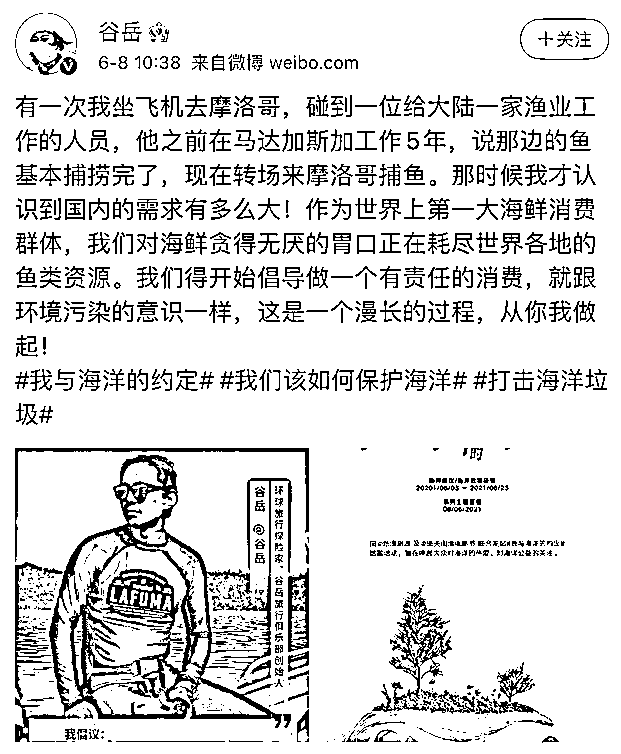 谷岳
6-8 10:38 来自微博 weibo.com
+关注
有一次我坐飞机去摩洛哥，碰到一位给大陆一家渔业工
作的人员，他之前在马达加斯加工作5年，说那边的鱼
基本捕捞完了，现在转场来摩洛哥捕鱼。那时候我才认
识到国内的需求有多么大！作为世界上第一大海鲜消费
群体，我们对海鲜贪得无厌的胃口正在耗尽世界各地的
鱼类资源。我们得开始倡导做一个有责任的消费，就跟
环境污染的意识一样，这是一个漫长的过程，从你我做
起！
#我与海洋的约定# #我们该如何保护海洋# #打击海洋垃
圾#
环球旅行探险家、谷岳旅行俱乐部创始人
谷岳 @谷岳
LAFUMA
我倡议：
08/06/2021